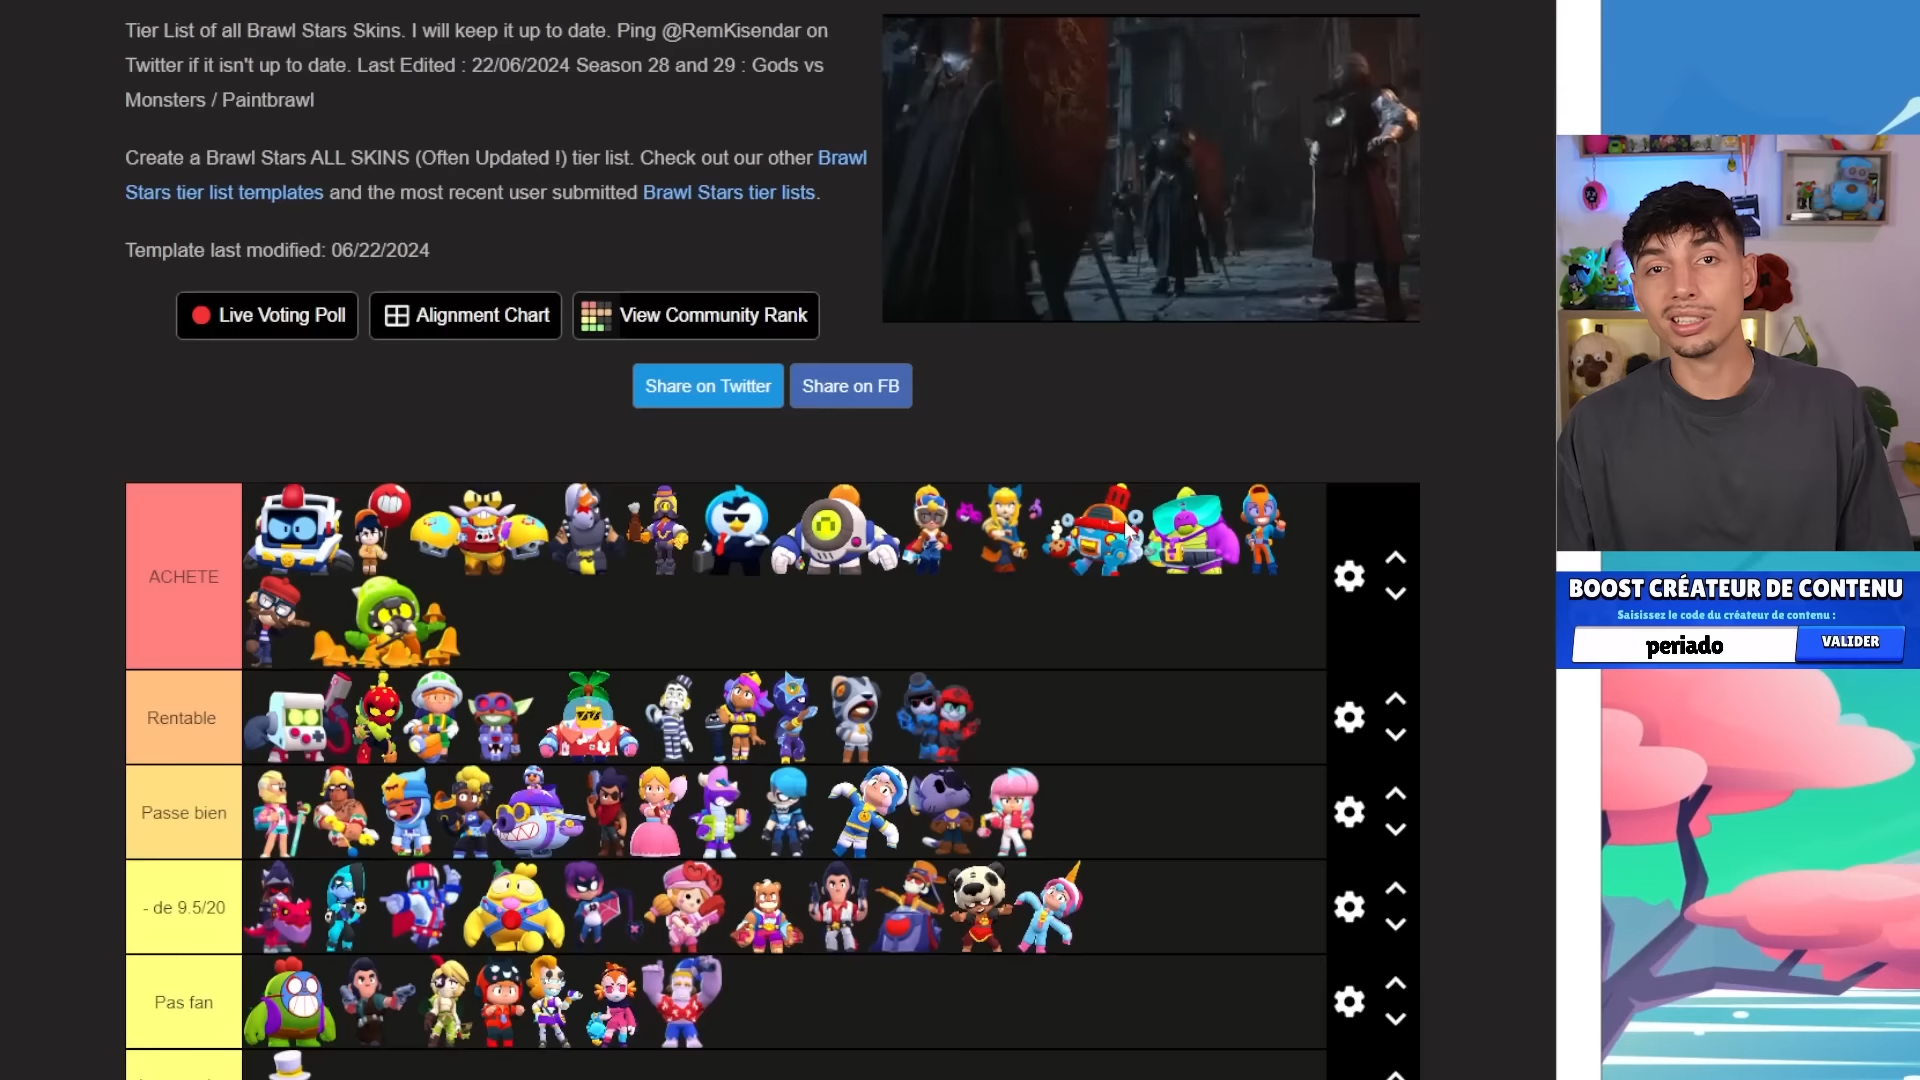 Tier List of all Brawl Stars Skins. I will keep it up to date. Ping @RemKisendar on
Twitter if it isn't up to date. Last Edited : 22/06/2024 Season 28 and 29 : Gods vs
Monsters / Paintbrawl
Create a Brawl Stars ALL SKINS (Often Updated !) tier list. Check out our other Brawl
Stars tier list templates and the most recent user submitted Brawl Stars tier lists.
Template last modified: 06/22/2024
Live Voting Poll
Alignment Chart
View Community Rank
Share on Twitter
Share on FB
ACHETE
Rentable
Passe bien
- de 9.5/20
Pas fan
BOOST CRÉATEUR DE CONTENU
Saisissez le code du créateur de contenu :
periado
VALIDER